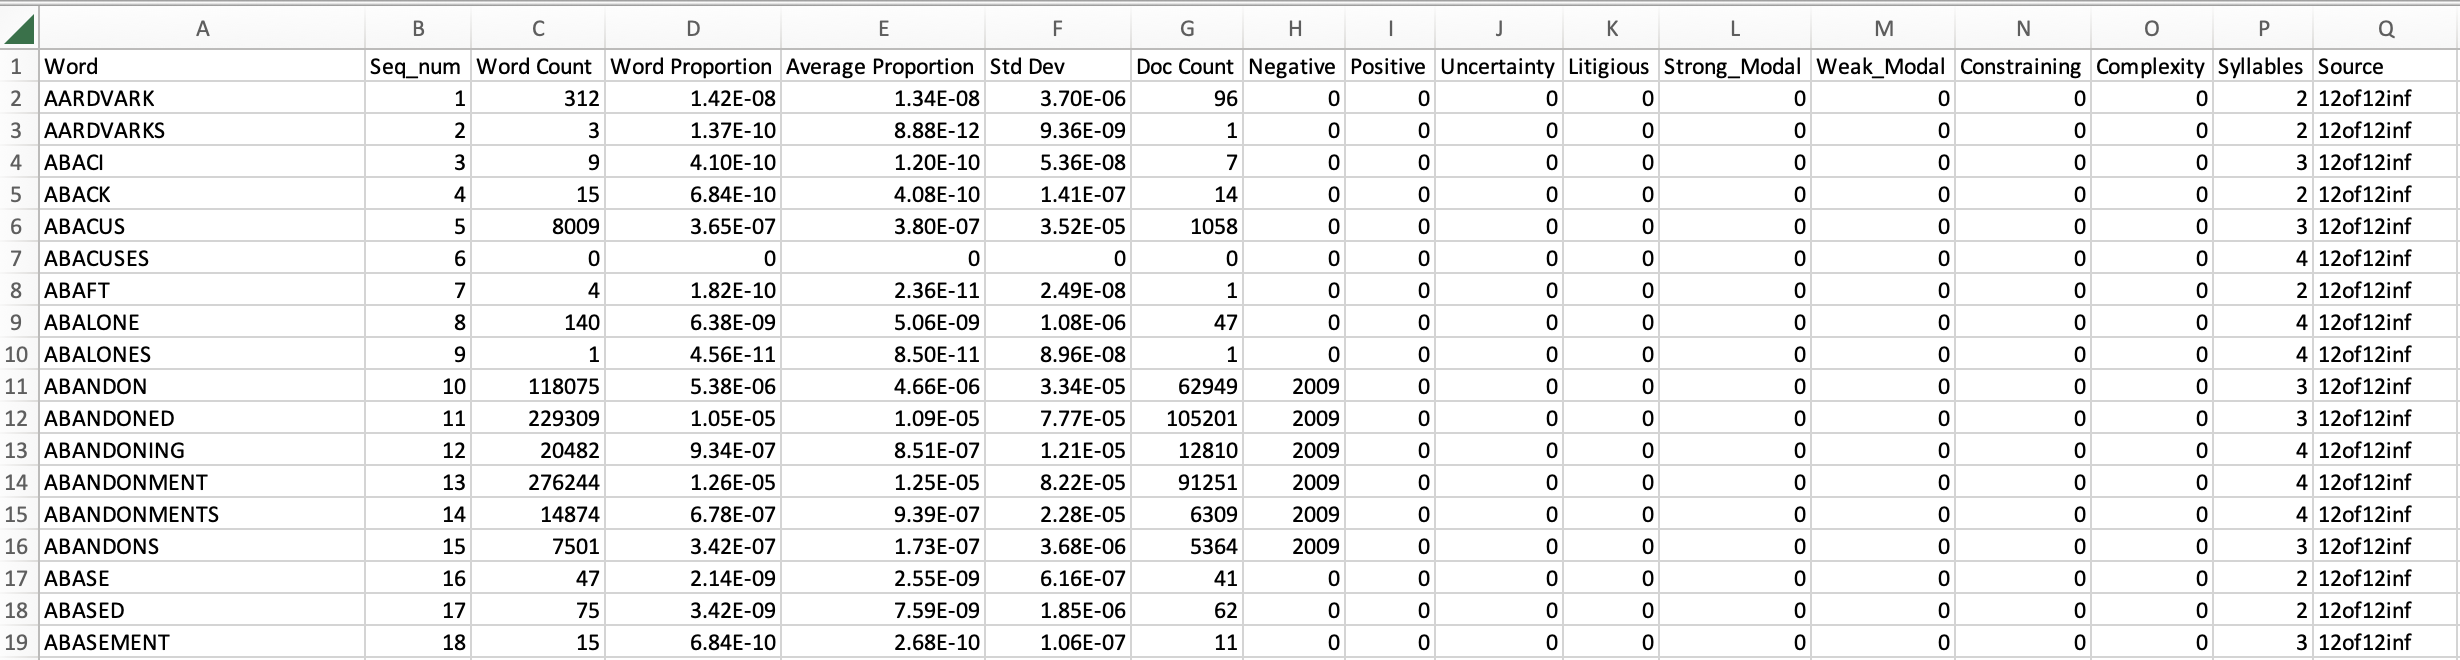 A B C D E F G H I J K L M N O P Q
1 Word Seq_num Word Count Word Proportion Average Proportion Std Dev Doc Count Negative Positive Uncertainty Litigious Strong_Modal Weak_Modal Constraining Complexity Syllables Source
2 AARDVARK 1 312 1.42E-08 1.34E-08 3.70E-06 96 0 0 0 0 0 0 0 0 2 12of12inf
3 AARDVARKS 2 3 1.37E-10 8.88E-12 9.36E-09 1 0 0 0 0 0 0 0 0 2 12of12inf
4 ABACI 3 9 4.10E-10 1.20E-10 5.36E-08 7 0 0 0 0 0 0 0 0 3 12of12inf
5 ABACK 4 15 6.84E-10 4.08E-10 1.41E-07 14 0 0 0 0 0 0 0 0 2 12of12inf
6 ABACUS 5 8009 3.65E-07 3.80E-07 3.52E-05 1058 0 0 0 0 0 0 0 0 3 12of12inf
7 ABACUSES 6 0 0 0 0 0 0 0 0 0 0 0 0 0 4 12of12inf
8 ABAFT 7 4 1.82E-10 2.36E-11 2.49E-08 1 0 0 0 0 0 0 0 0 2 12of12inf
9 ABALONE 8 140 6.38E-09 5.06E-09 1.08E-06 47 0 0 0 0 0 0 0 0 4 12of12inf
10 ABALONES 9 1 4.56E-11 8.50E-11 8.96E-08 1 0 0 0 0 0 0 0 0 4 12of12inf
11 ABANDON 10 118075 5.38E-06 4.66E-06 3.34E-05 62949 2009 0 0 0 0 0 0 0 3 12of12inf
12 ABANDONED 11 229309 1.05E-05 1.09E-05 7.77E-05 105201 2009 0 0 0 0 0 0 0 3 12of12inf
13 ABANDONING 12 20482 9.34E-07 8.51E-07 1.21E-05 12810 2009 0 0 0 0 0 0 0 4 12of12inf
14 ABANDONMENT 13 276244 1.26E-05 1.25E-05 8.22E-05 91251 2009 0 0 0 0 0 0 0 4 12of12inf
15 ABANDONMENTS 14 14874 6.78E-07 9.39E-07 2.28E-05 6309 2009 0 0 0 0 0 0 0 4 12of12inf
16 ABANDONS 15 7501 3.42E-07 1.73E-07 3.68E-06 5364 2009 0 0 0 0 0 0 0 3 12of12inf
17 ABASE 16 47 2.14E-09 2.55E-09 6.16E-07 41 0 0 0 0 0 0 0 0 2 12of12inf
18 ABASED 17 75 3.42E-09 7.59E-09 1.85E-06 62 0 0 0 0 0 0 0 0 2 12of12inf
19 ABASEMENT 18 15 6.84E-10 2.68E-10 1.06E-07 11 0 0 0 0 0 0 0 0 3 12of12inf